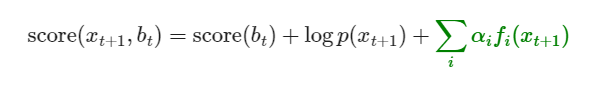 score(x_{t+1}, b_t) = score(b_t) + log p(x_{t+1}) + ∑_i α_i f_i(x_{t+1})